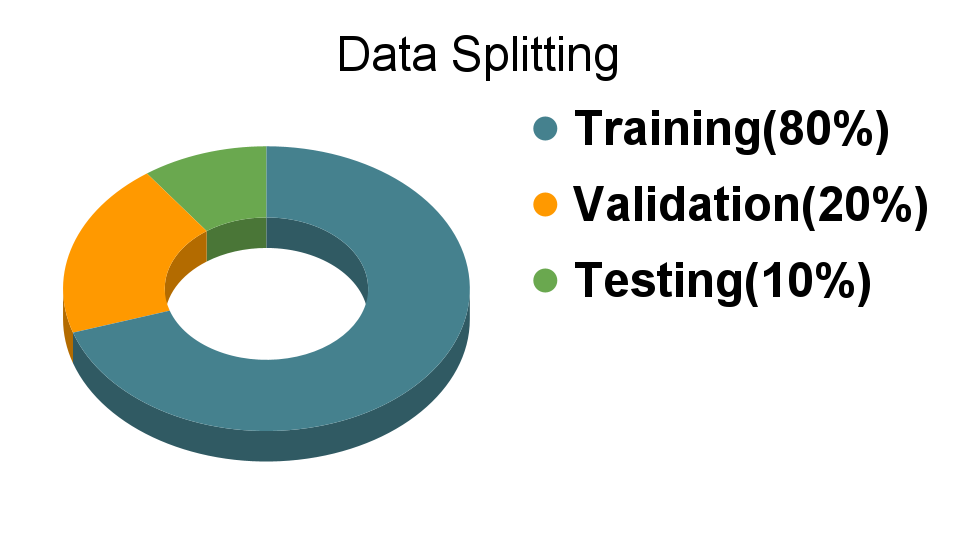 Data Splitting
Training(80%)
Validation(20%)
Testing(10%)